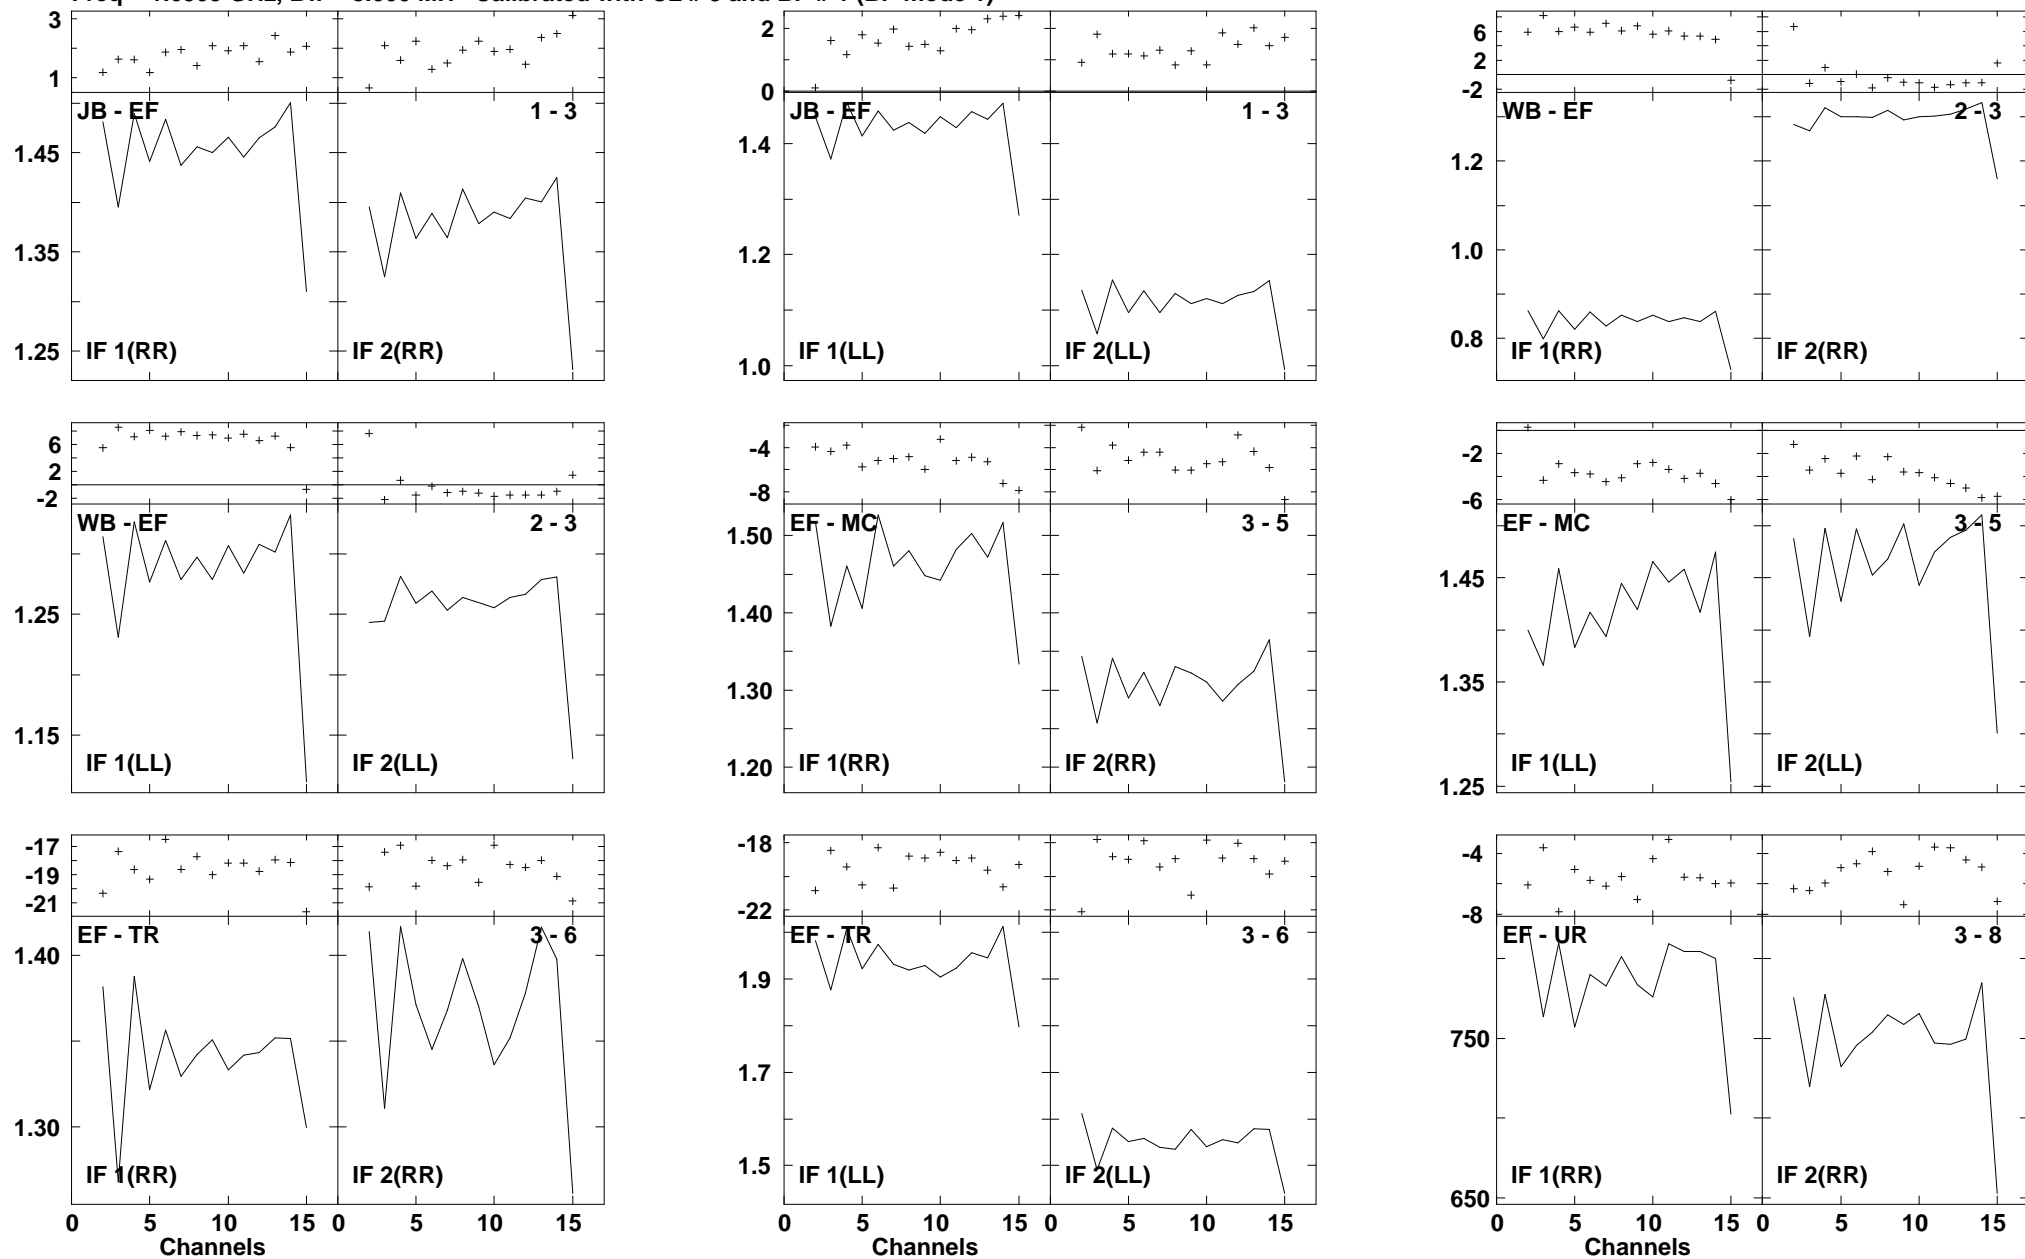 3
1
JB - EF
1 - 3
1.45
1.35
1.25
IF 1(RR)
IF 2(RR)
2
0
JB - EF
1 - 3
1.4
1.2
1.0
IF 1(LL)
IF 2(LL)
6
2
-2
WB - EF
2 - 3
1.2
1.0
0.8
IF 1(RR)
IF 2(RR)
6
2
-2
WB - EF
2 - 3
1.25
1.15
IF 1(LL)
IF 2(LL)
-4
-8
EF - MC
3 - 5
1.50
1.40
1.30
1.20
IF 1(RR)
IF 2(RR)
-2
-6
EF - MC
3 - 5
1.45
1.35
1.25
IF 1(LL)
IF 2(LL)
-17
-19
-21
EF - TR
3 - 6
1.40
1.30
IF 1(RR)
IF 2(RR)
0 5 10 15 0 5 10 15
Channels
-18
-22
EF - TR
3 - 6
1.9
1.7
1.5
IF 1(LL)
IF 2(LL)
0 5 10 15 0 5 10 15
Channels
-4
-8
EF - UR
3 - 8
750
650
IF 1(RR)
IF 2(RR)
0 5 10 15 0 5 10 15
Channels